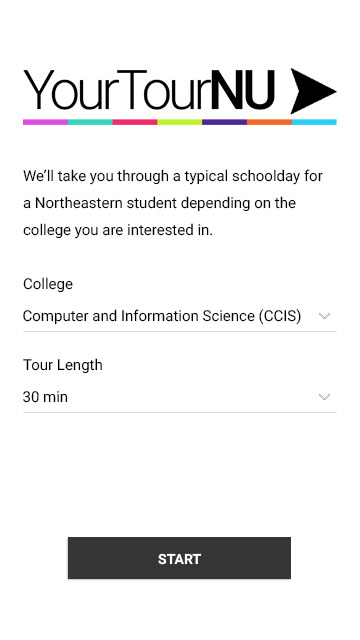 YourTourNU
We'll take you through a typical schoolday for
a Northeastern student depending on the
college you are interested in.
College
Computer and Information Science (CCIS)
Tour Length
30 min
START